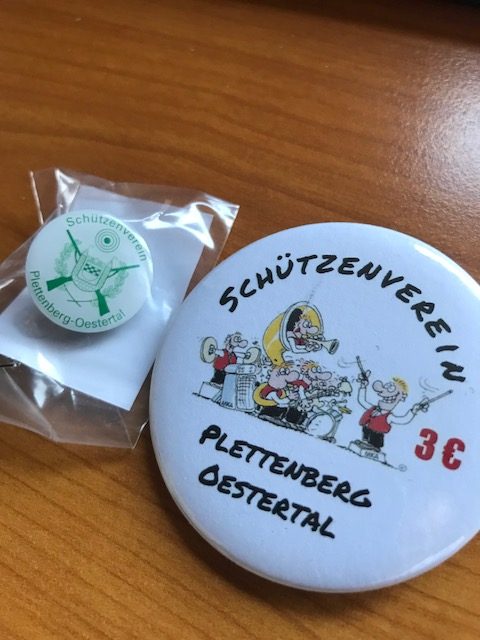 Schützenverein
Plettenberg-Oestertal
SCHÜTZENVEREIN
3 €
PLETTENBERG
OESTERTAL